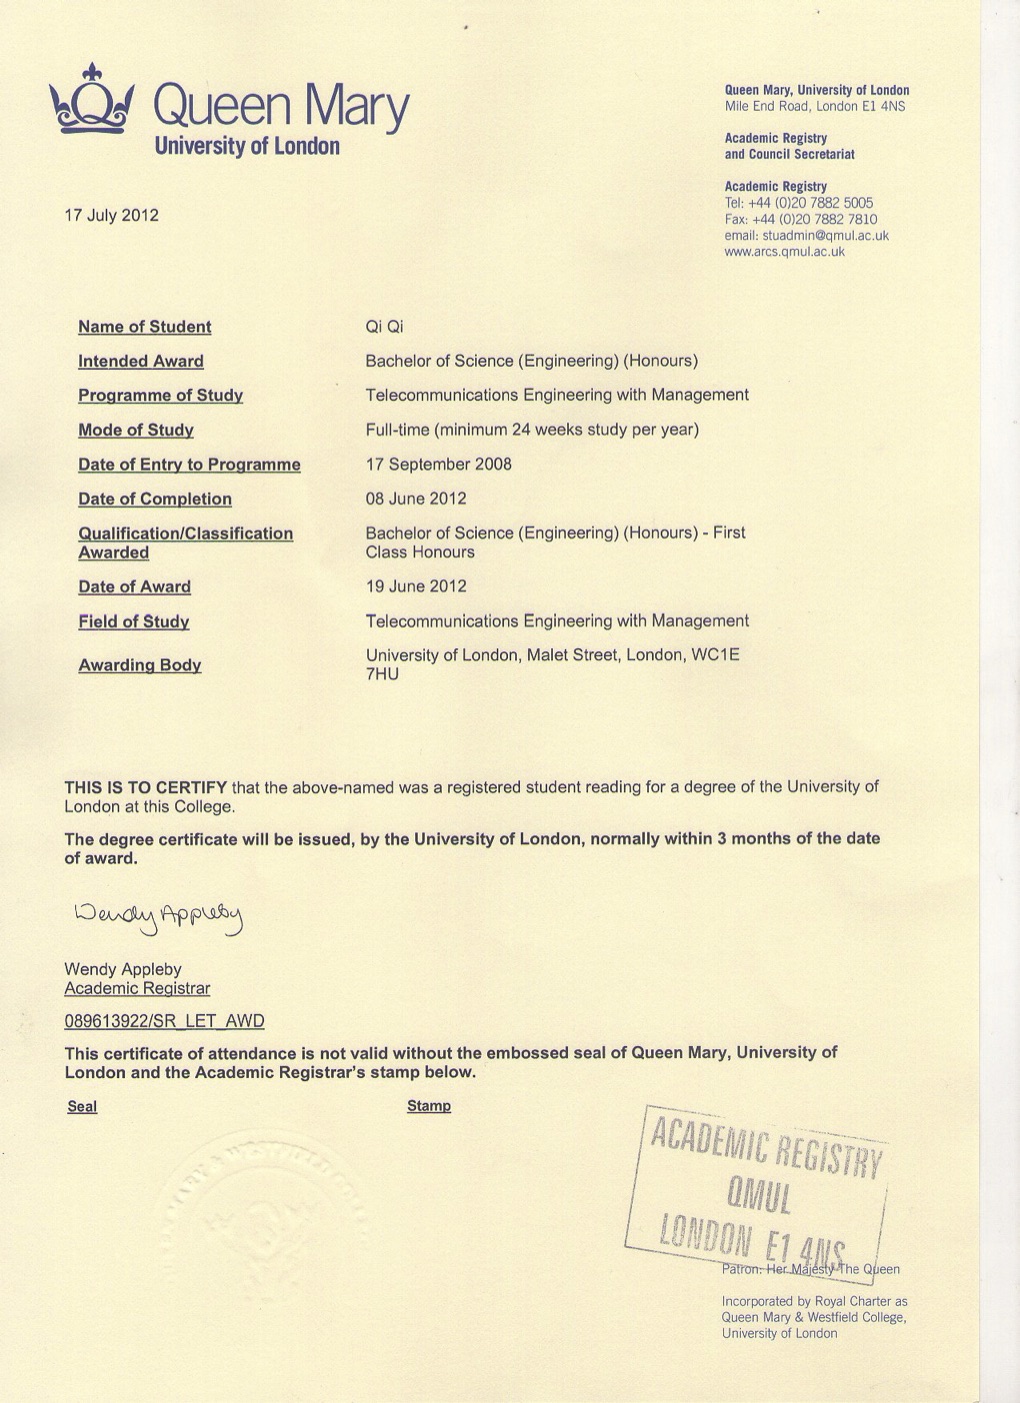 Queen Mary
University of London
Queen Mary, University of London
Mile End Road, London E1 4NS
Academic Registry
and Council Secretariat
Academic Registry
Tel: +44 (0)20 7882 5005
Fax: +44 (0)20 7882 7810
email: stuadmin@qmul.ac.uk
www.arcs.qmul.ac.uk
17 July 2012
Name of Student Qi Qi
Intended Award Bachelor of Science (Engineering) (Honours)
Programme of Study Telecommunications Engineering with Management
Mode of Study Full-time (minimum 24 weeks study per year)
Date of Entry to Programme 17 September 2008
Date of Completion 08 June 2012
Qualification/Classification Bachelor of Science (Engineering) (Honours) - First
Awarded Class Honours
Date of Award 19 June 2012
Field of Study Telecommunications Engineering with Management
Awarding Body University of London, Malet Street, London, WC1E
7HU
THIS IS TO CERTIFY that the above-named was a registered student reading for a degree of the University of
London at this College.
The degree certificate will be issued, by the University of London, normally within 3 months of the date
of award.
Wendy Appleby
Wendy Appleby
Academic Registrar
089613922/SR_LET_AWD
This certificate of attendance is not valid without the embossed seal of Queen Mary, University of
London and the Academic Registrar's stamp below.
Seal Stamp
ACADEMIC REGISTRY
QMUL
LONDON E1 4NS
Patron: Her Majesty The Queen
Incorporated by Royal Charter as
Queen Mary & Westfield College,
University of London